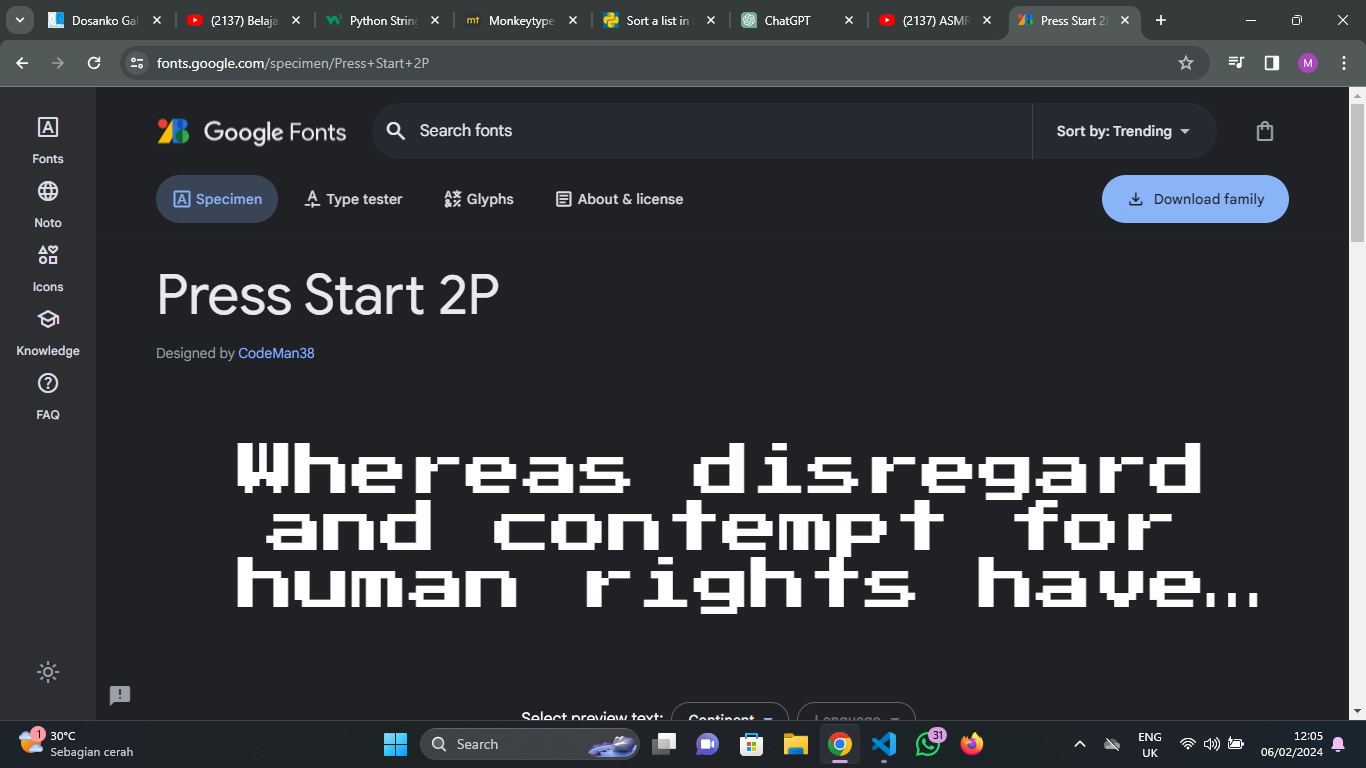 Dosanko Gal
(2137) Belaja
Python String
Monkeytype
Sort a list in
ChatGPT
(2137) ASMR
Press Start 2P
fonts.google.com/specimen/Press+Start+2P
M
Google Fonts
Search fonts
Sort by: Trending
Fonts
Noto
Icons
Knowledge
FAQ
Specimen
Type tester
Glyphs
About & license
Download family
Press Start 2P
Designed by CodeMan38
Whereas disregard
and contempt for
human rights have...
Select preview text:
Continent
Language
1
30°C
Sebagian cerah
Search
31
ENG
UK
12:05
06/02/2024